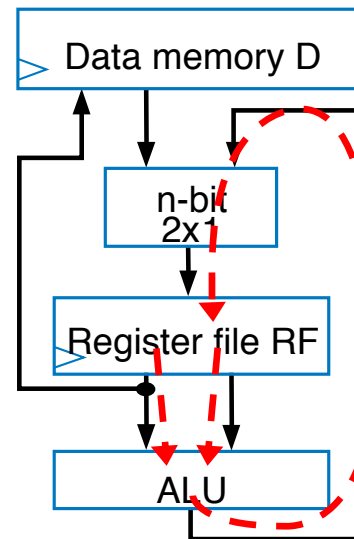 Data memory D
n-bit
2x1
Register file RF
ALU